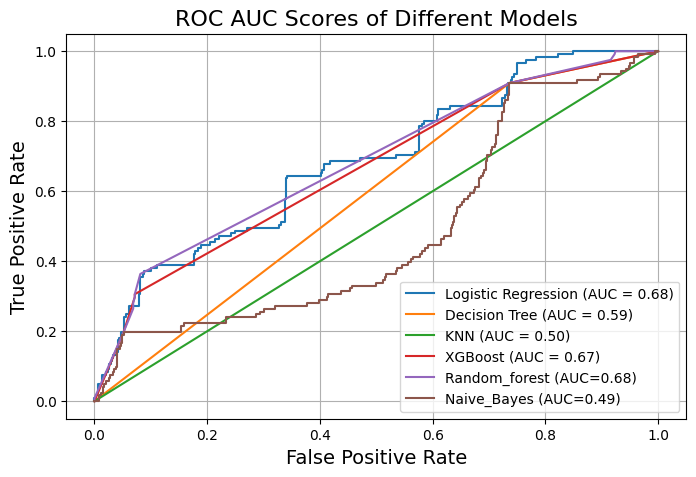 ROC AUC Scores of Different Models
True Positive Rate
1.0
0.8
0.6
0.4
0.2
0.0
Logistic Regression (AUC = 0.68)
Decision Tree (AUC = 0.59)
KNN (AUC = 0.50)
XGBoost (AUC = 0.67)
Random_forest (AUC=0.68)
Naive_Bayes (AUC=0.49)
0.0 0.2 0.4 0.6 0.8 1.0
False Positive Rate